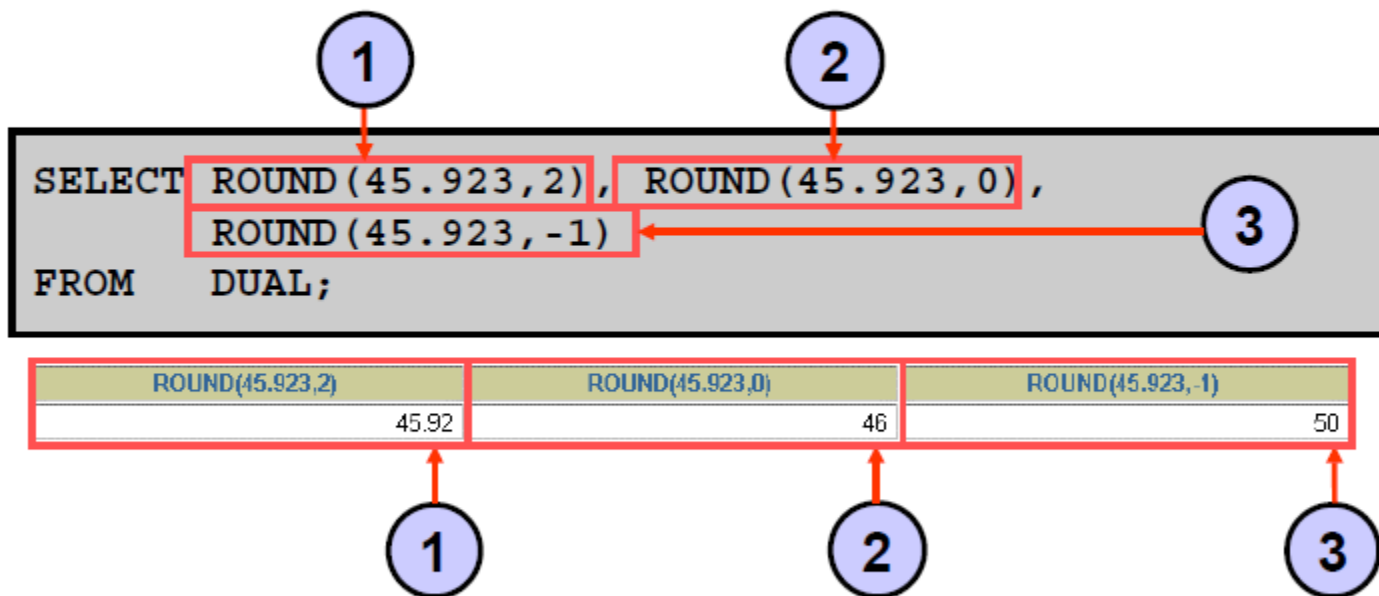 1 2
SELECT ROUND(45.923,2), ROUND(45.923,0),
ROUND(45.923,-1) 3
FROM DUAL;
ROUND(45.923,2) ROUND(45.923,0) ROUND(45.923,-1)
45.92 46 50
1 2 3